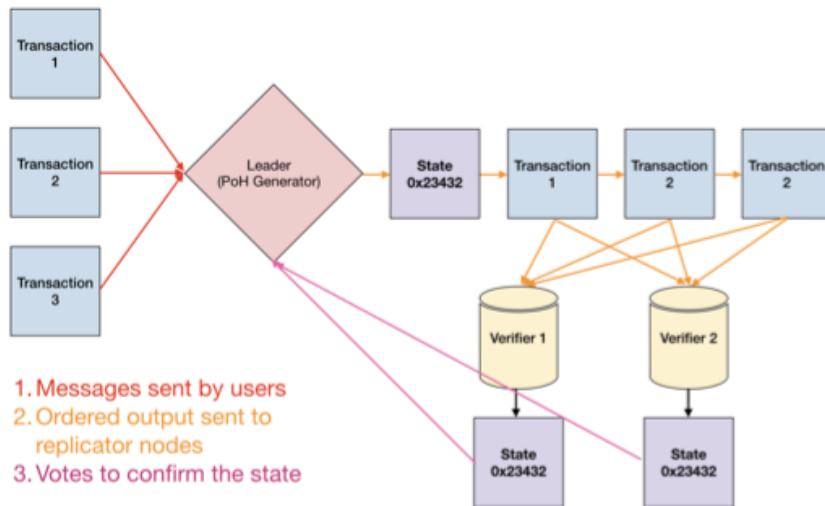 Transaction
1
Transaction
2
Transaction
3
Leader
(PoH Generator)
State
0x23432
Transaction
1
Transaction
2
Transaction
2
Verifier 1
Verifier 2
State
0x23432
State
0x23432
1. Messages sent by users
2. Ordered output sent to
replicator nodes
3. Votes to confirm the state